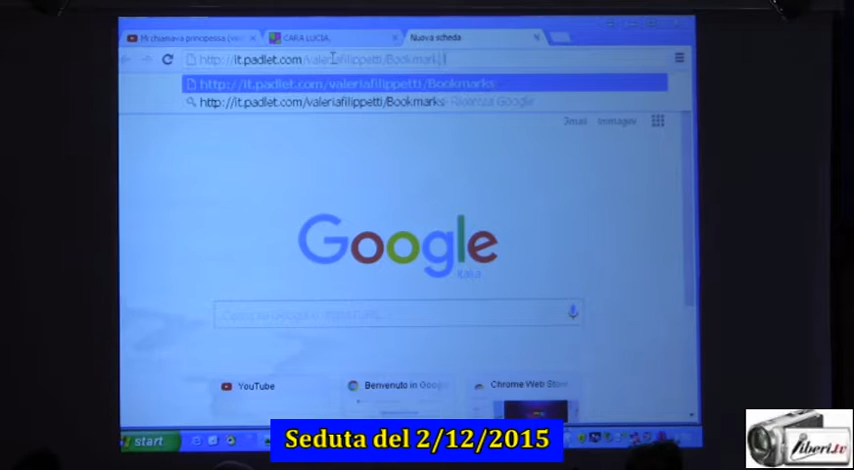 Mi chiamava principessa
CARA LUCIA,
Nuova scheda
http://it.padlet.com/valeriafilippetti/Bookmarks
http://it.padlet.com/valeriafilippetti/Bookmarks
http://it.padlet.com/valeriafilippetti/Bookmarks - Ricerca Google
Gmail Immagini
Google
Italia
YouTube
Benvenuto in Goog
Chrome Web Store
start
Seduta del 2/12/2015
liberi.tv